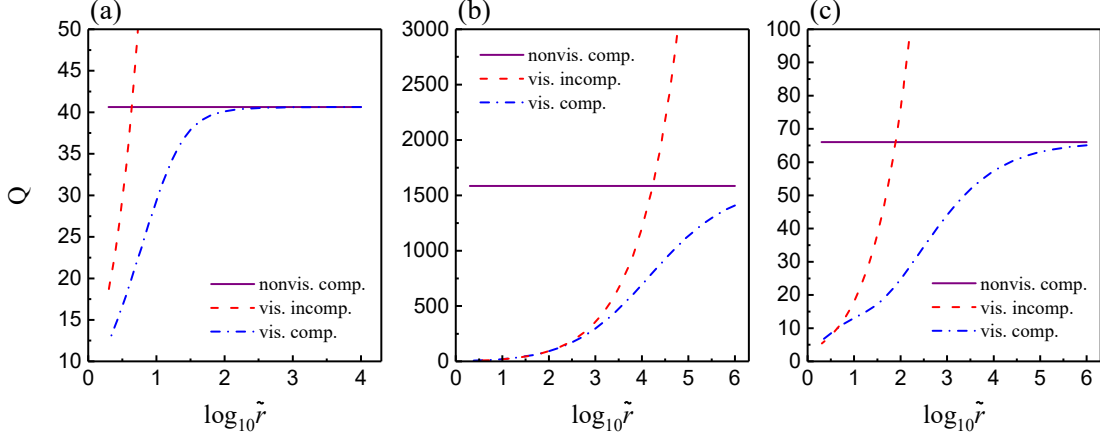 (a)
50
45
40
35
30
25
20
15
10
Q
nonvis. comp.
vis. incomp.
vis. comp.
0 1 2 3 4
log₁₀ r̃
(b)
3000
2500
2000
1500
1000
500
0
nonvis. comp.
vis. incomp.
vis. comp.
0 1 2 3 4 5 6
log₁₀ r̃
(c)
100
90
80
70
60
50
40
30
20
10
0
nonvis. comp.
vis. incomp.
vis. comp.
0 1 2 3 4 5 6
log₁₀ r̃